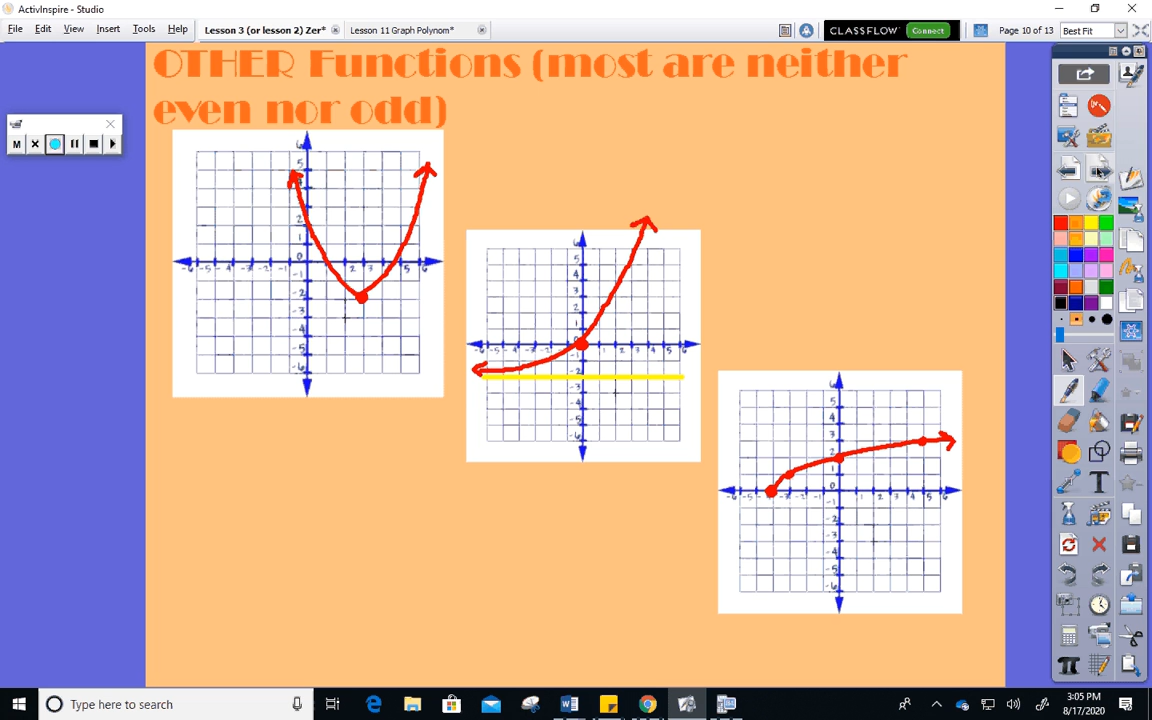 ActivInspire - Studio
File Edit View Insert Tools Help
Lesson 3 (or lesson 2) Zer*
Lesson 11 Graph Polynom*
CLASSFLOW Connect
Page 10 of 13
Best Fit
OTHER Functions (most are neither
even nor odd)
M
T
Type here to search
3:05 PM
8/17/2020